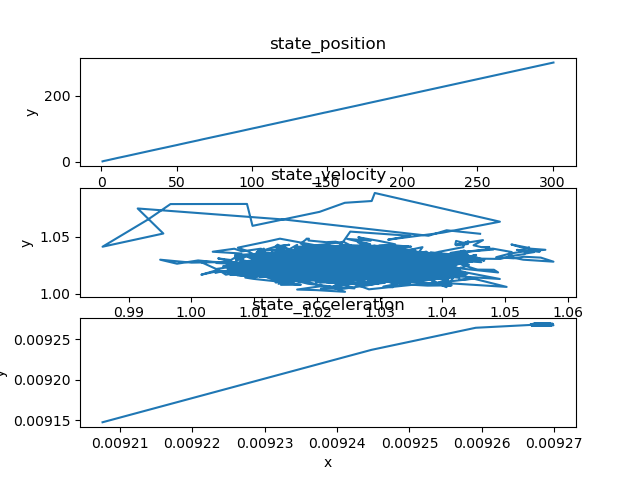 state_position
y
200
0
0 50 100 150 200 250 300
state_velocity
y
1.05
1.00
0.99 1.00 1.01 1.02 1.03 1.04 1.05 1.06
state_acceleration
y
0.00925
0.00920
0.00915
0.00921 0.00922 0.00923 0.00924 0.00925 0.00926 0.00927
x